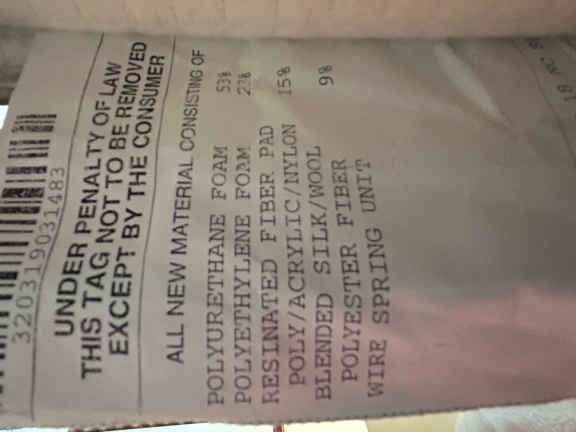 320319031483
UNDER PENALTY OF LAW
THIS TAG NOT TO BE REMOVED
EXCEPT BY THE CONSUMER
ALL NEW MATERIAL CONSISTING OF
POLYURETHANE FOAM 53%
POLYETHYLENE FOAM 23%
RESINATED FIBER PAD
POLY/ACRYLIC/NYLON 15%
BLENDED SILK/WOOL
POLYESTER FIBER 9%
WIRE SPRING UNIT